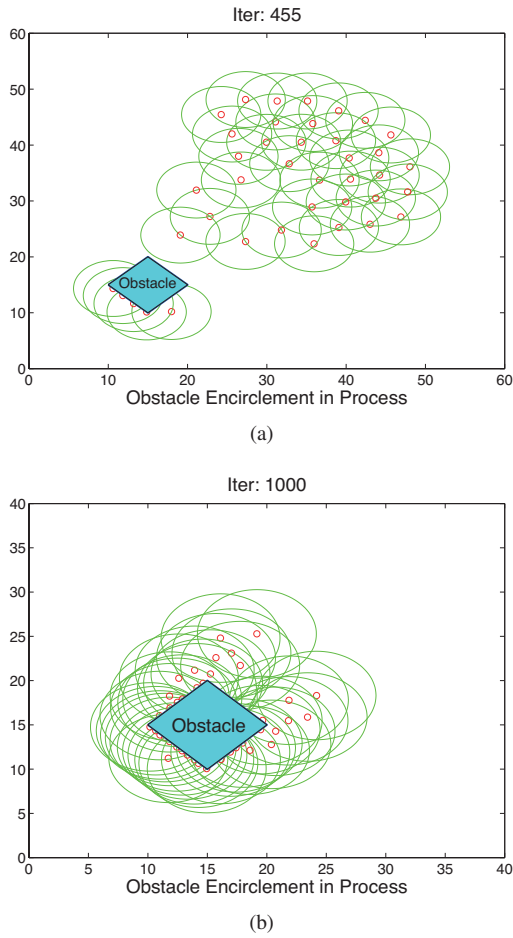 Iter: 455
60
50
40
30
20
10
0
Obstacle
0 10 20 30 40 50 60
Obstacle Encirclement in Process
(a)
Iter: 1000
40
35
30
25
20
15
10
5
0
Obstacle
0 5 10 15 20 25 30 35 40
Obstacle Encirclement in Process
(b)